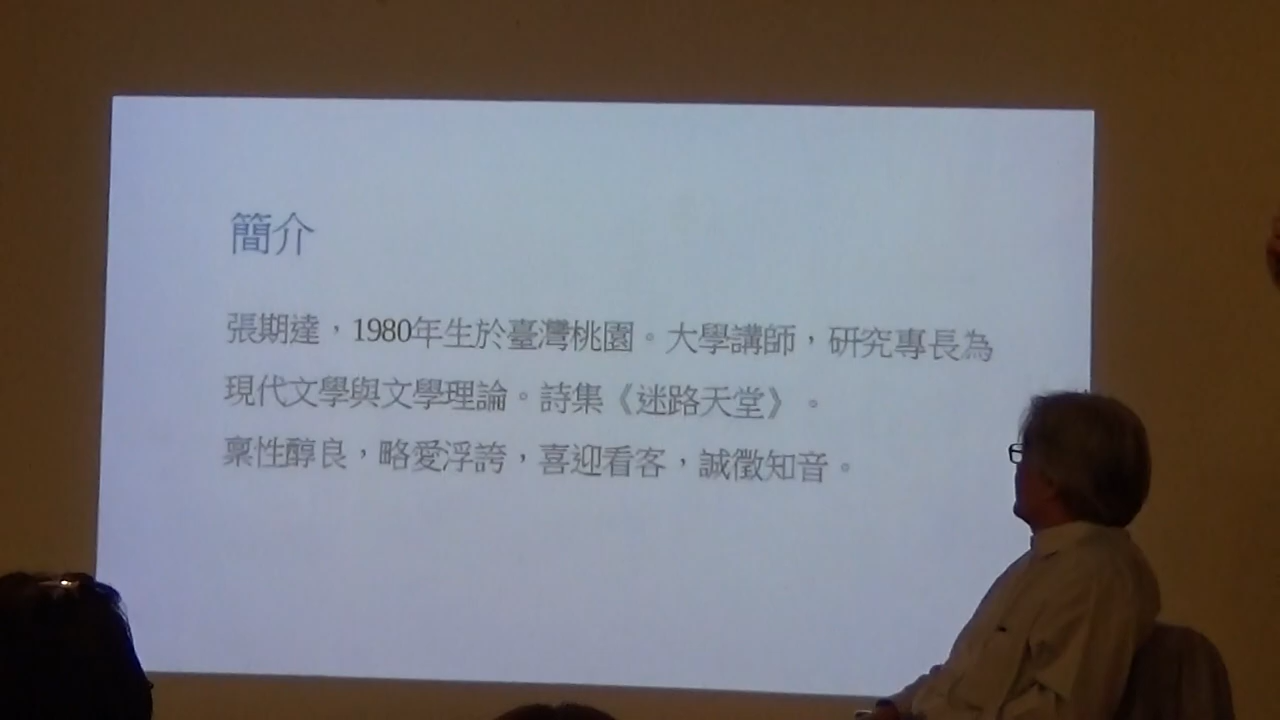 簡介
張期達，1980年生於臺灣桃園。大學講師，研究專長為
現代文學與文學理論。詩集《迷路天堂》。
稟性醇良，略愛浮誇，喜迎看客，誠徵知音。